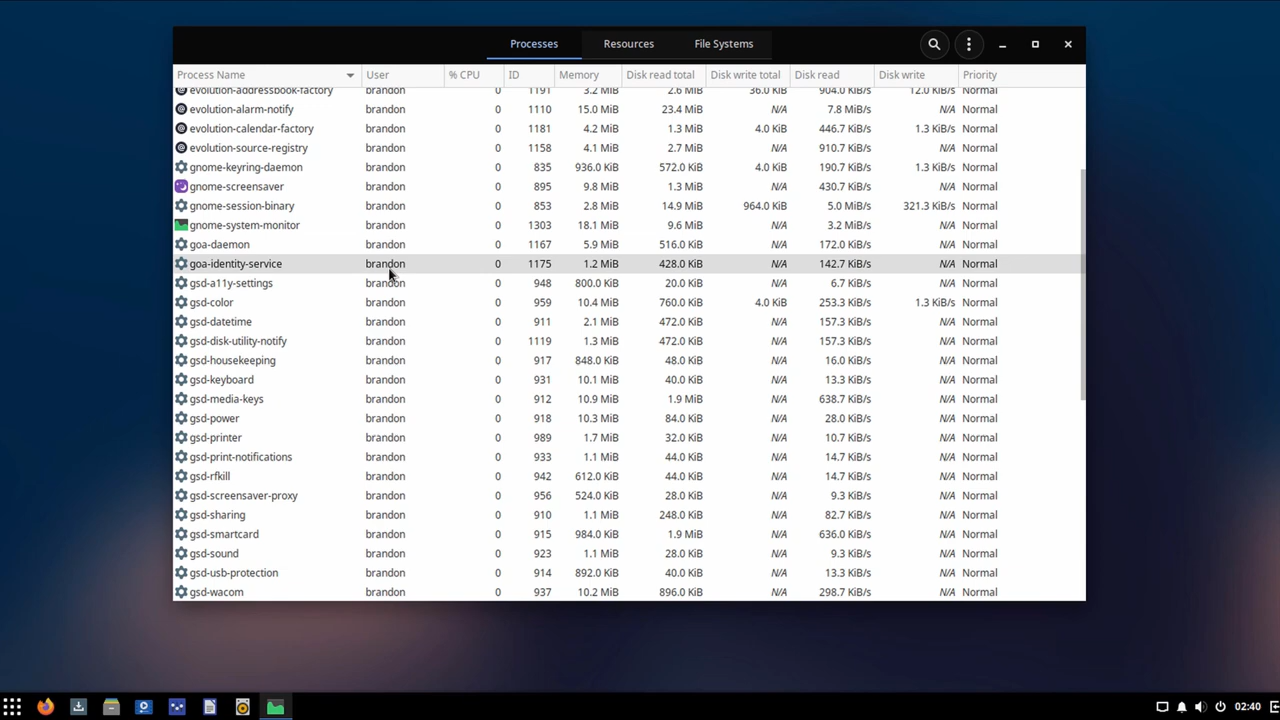 Processes Resources File Systems
Process Name User % CPU ID Memory Disk read total Disk write total Disk read Disk write Priority
evolution-addressbook-factory brandon 0 1191 3.2 MiB 2.6 MiB 36.0 KiB 904.0 KiB/s 12.0 KiB/s Normal
evolution-alarm-notify brandon 0 1110 15.0 MiB 23.4 MiB N/A 7.8 MiB/s N/A Normal
evolution-calendar-factory brandon 0 1181 4.2 MiB 1.3 MiB 4.0 KiB 446.7 KiB/s 1.3 KiB/s Normal
evolution-source-registry brandon 0 1158 4.1 MiB 2.7 MiB N/A 910.7 KiB/s N/A Normal
gnome-keyring-daemon brandon 0 835 936.0 KiB 572.0 KiB 4.0 KiB 190.7 KiB/s 1.3 KiB/s Normal
gnome-screensaver brandon 0 895 9.8 MiB 1.3 MiB N/A 430.7 KiB/s N/A Normal
gnome-session-binary brandon 0 853 2.8 MiB 14.9 MiB 964.0 KiB 5.0 MiB/s 321.3 KiB/s Normal
gnome-system-monitor brandon 0 1303 18.1 MiB 9.6 MiB N/A 3.2 MiB/s N/A Normal
goa-daemon brandon 0 1167 5.9 MiB 516.0 KiB N/A 172.0 KiB/s N/A Normal
goa-identity-service brandon 0 1175 1.2 MiB 428.0 KiB N/A 142.7 KiB/s N/A Normal
gsd-a11y-settings brandon 0 948 800.0 KiB 20.0 KiB N/A 6.7 KiB/s N/A Normal
gsd-color brandon 0 959 10.4 MiB 760.0 KiB 4.0 KiB 253.3 KiB/s 1.3 KiB/s Normal
gsd-datetime brandon 0 911 2.1 MiB 472.0 KiB N/A 157.3 KiB/s N/A Normal
gsd-disk-utility-notify brandon 0 1119 1.3 MiB 472.0 KiB N/A 157.3 KiB/s N/A Normal
gsd-housekeeping brandon 0 917 848.0 KiB 48.0 KiB N/A 16.0 KiB/s N/A Normal
gsd-keyboard brandon 0 931 10.1 MiB 40.0 KiB N/A 13.3 KiB/s N/A Normal
gsd-media-keys brandon 0 912 10.9 MiB 1.9 MiB N/A 638.7 KiB/s N/A Normal
gsd-power brandon 0 918 10.3 MiB 84.0 KiB N/A 28.0 KiB/s N/A Normal
gsd-printer brandon 0 989 1.7 MiB 32.0 KiB N/A 10.7 KiB/s N/A Normal
gsd-print-notifications brandon 0 933 1.1 MiB 44.0 KiB N/A 14.7 KiB/s N/A Normal
gsd-rfkill brandon 0 942 612.0 KiB 44.0 KiB N/A 14.7 KiB/s N/A Normal
gsd-screensaver-proxy brandon 0 956 524.0 KiB 28.0 KiB N/A 9.3 KiB/s N/A Normal
gsd-sharing brandon 0 910 1.1 MiB 248.0 KiB N/A 82.7 KiB/s N/A Normal
gsd-smartcard brandon 0 915 984.0 KiB 1.9 MiB N/A 636.0 KiB/s N/A Normal
gsd-sound brandon 0 923 1.1 MiB 28.0 KiB N/A 9.3 KiB/s N/A Normal
gsd-usb-protection brandon 0 914 892.0 KiB 40.0 KiB N/A 13.3 KiB/s N/A Normal
gsd-wacom brandon 0 937 10.2 MiB 896.0 KiB N/A 298.7 KiB/s N/A Normal
02:40